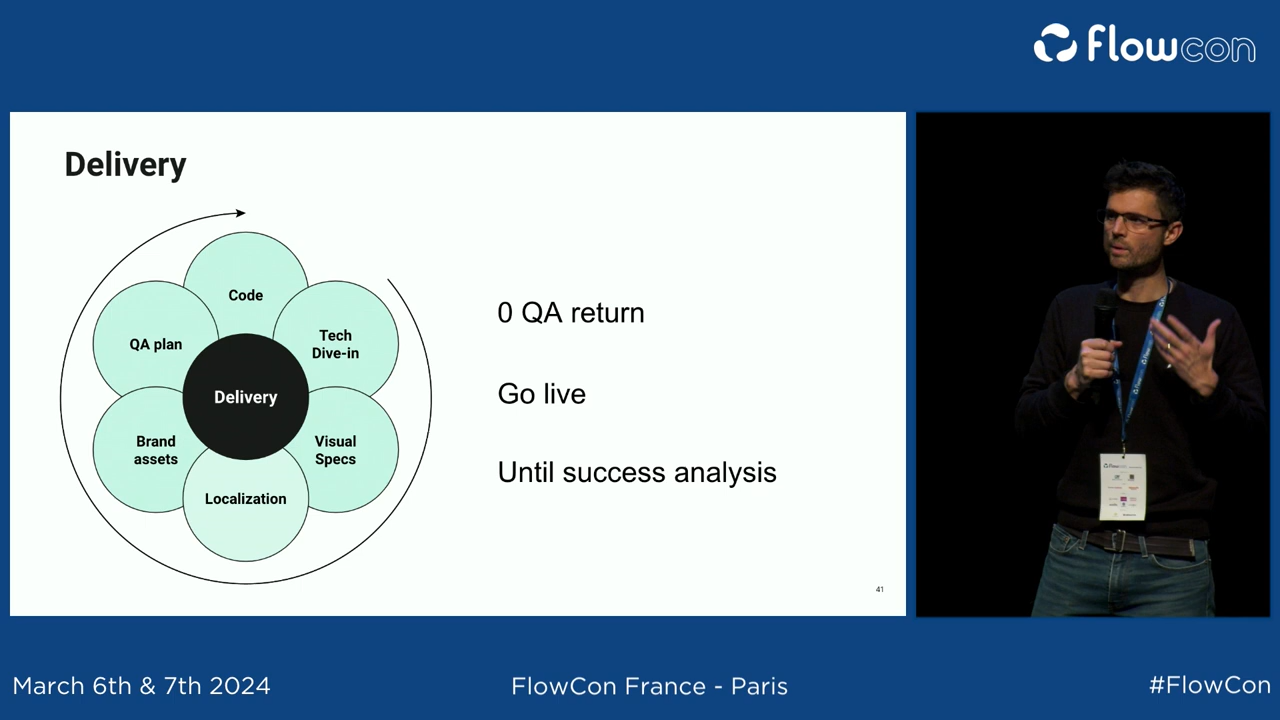 flowcon
Delivery
Code
Tech
Dive-in
QA plan
Delivery
Brand
assets
Visual
Specs
Localization
0 QA return
Go live
Until success analysis
41
March 6th & 7th 2024
FlowCon France - Paris
#FlowCon